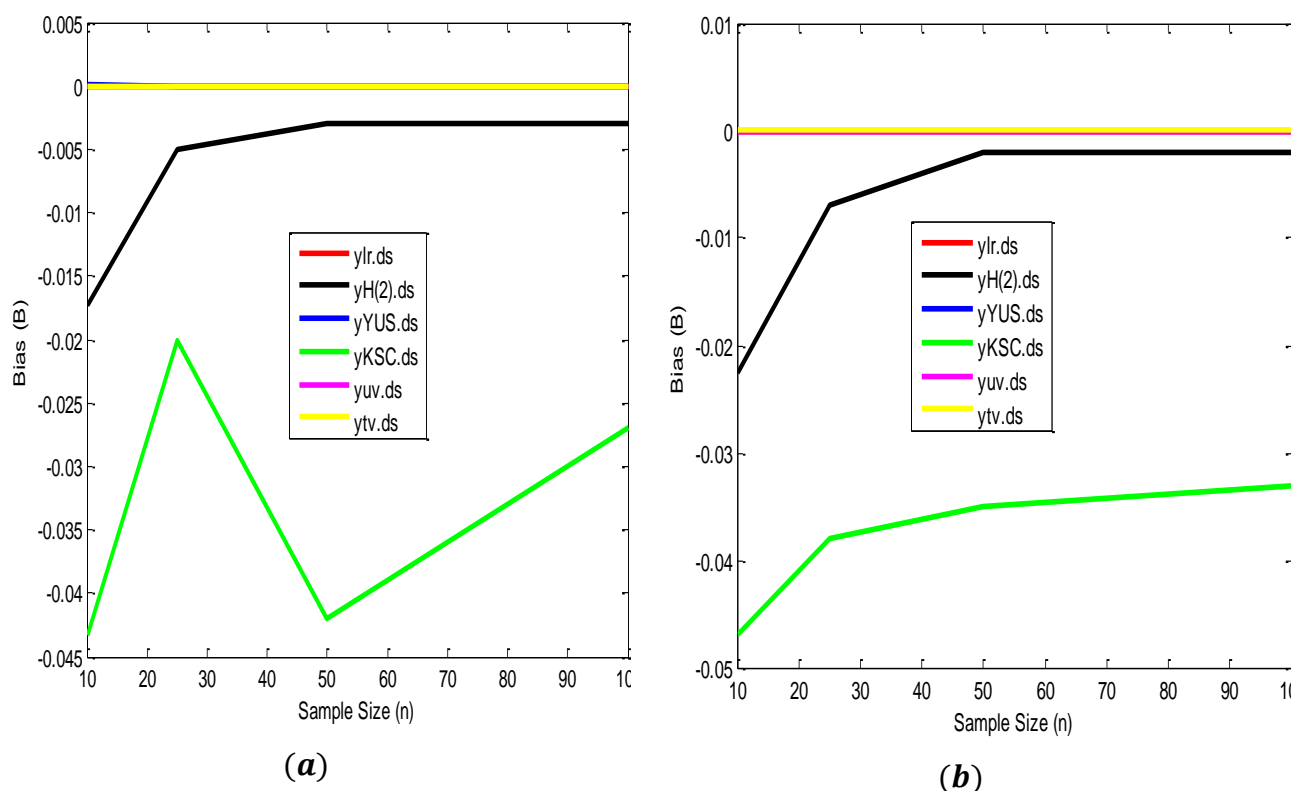 0.005
0
-0.005
-0.01
-0.015
-0.02
-0.025
-0.03
-0.035
-0.04
-0.045
Bias (B)
10 20 30 40 50 60 70 80 90 10
Sample Size (n)
ylr.ds
yH(2).ds
yYUS.ds
yKSC.ds
yuv.ds
ytv.ds
(a)
0.01
0
-0.01
-0.02
-0.03
-0.04
-0.05
Bias (B)
10 20 30 40 50 60 70 80 90 10
Sample Size (n)
ylr.ds
yH(2).ds
yYUS.ds
yKSC.ds
yuv.ds
ytv.ds
(b)